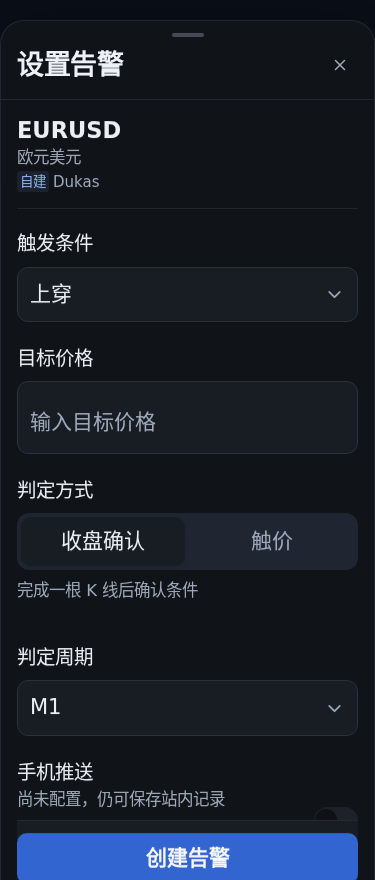 设置告警
EURUSD
欧元美元
自建 Dukas
触发条件
上穿
目标价格
输入目标价格
判定方式
收盘确认 触价
完成一根 K 线后确认条件
判定周期
M1
手机推送
尚未配置，仍可保存站内记录
创建告警